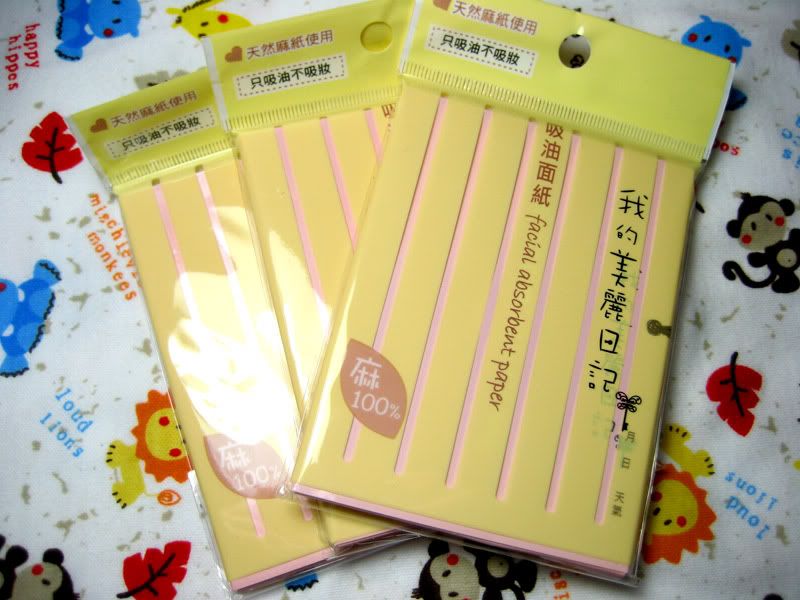 天然麻紙使用
只吸油不吸妝
天然麻紙使用
只吸油不吸妝
天然麻紙使用
只吸油不吸妝
吸油面紙 facial absorbent paper
我的美麗日記
月 日 天氣
麻
100%
麻
100%
happy
hippos
mischievous
monkeys
loud
lions
loud
lions